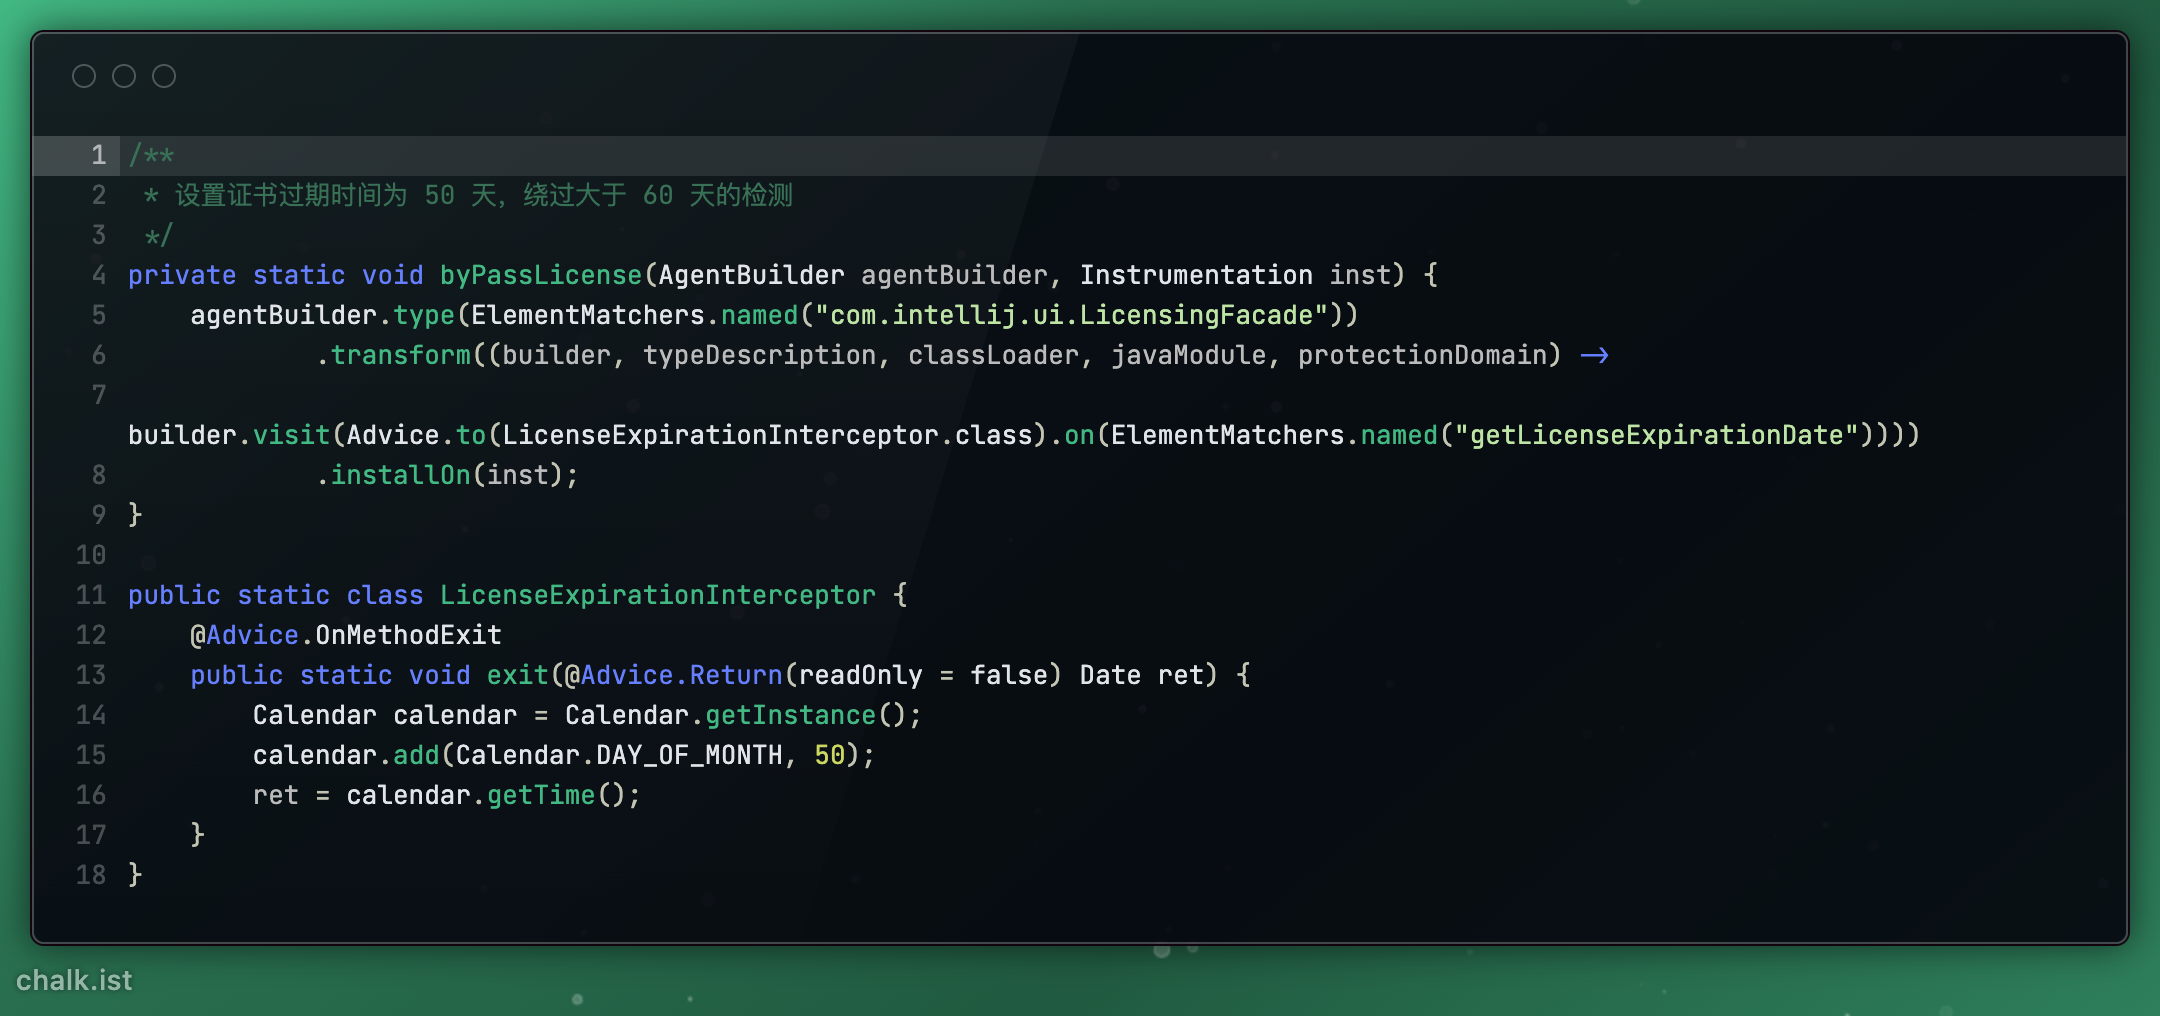 1 /**
2  * 设置证书过期时间为 50 天，绕过大于 60 天的检测
3  */
4 private static void byPassLicense(AgentBuilder agentBuilder, Instrumentation inst) {
5     agentBuilder.type(ElementMatchers.named("com.intellij.ui.LicensingFacade"))
6             .transform((builder, typeDescription, classLoader, javaModule, protectionDomain) ->
7
builder.visit(Advice.to(LicenseExpirationInterceptor.class).on(ElementMatchers.named("getLicenseExpirationDate"))))
8             .installOn(inst);
9 }
10
11 public static class LicenseExpirationInterceptor {
12     @Advice.OnMethodExit
13     public static void exit(@Advice.Return(readOnly = false) Date ret) {
14         Calendar calendar = Calendar.getInstance();
15         calendar.add(Calendar.DAY_OF_MONTH, 50);
16         ret = calendar.getTime();
17     }
18 }
chalk.ist